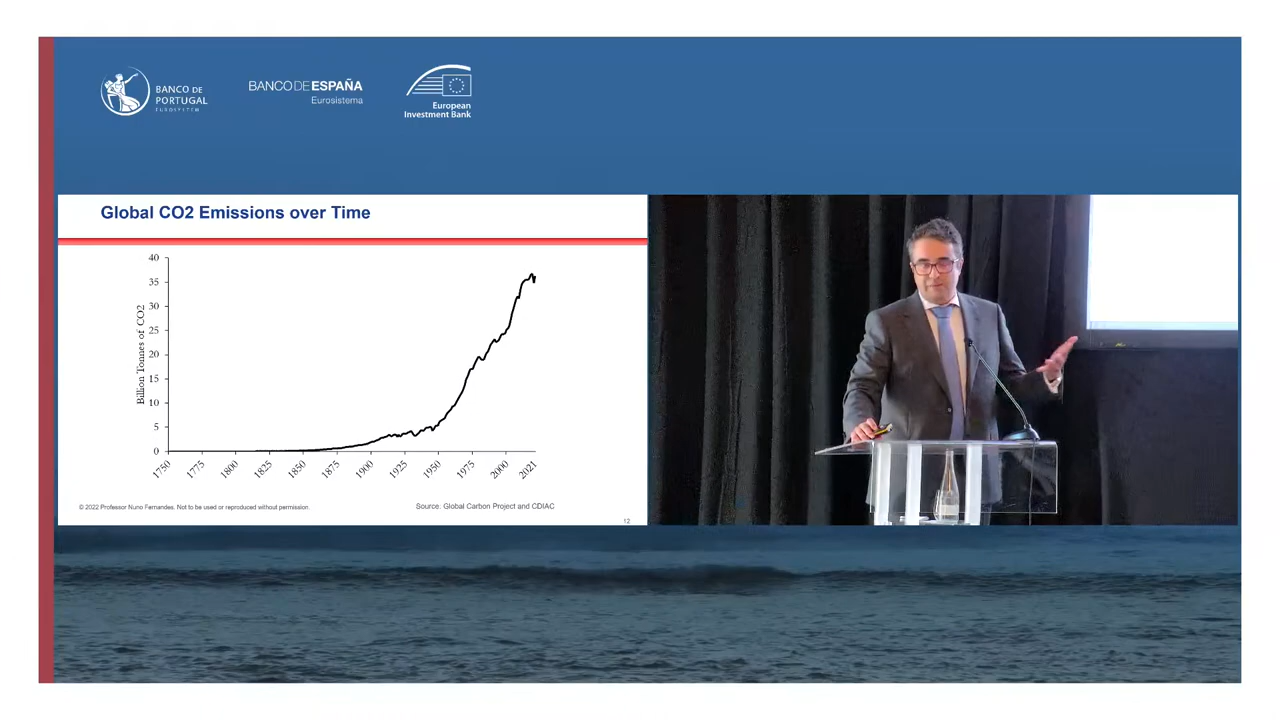 BANCO DE
PORTUGAL
EUROSISTEM
BANCO DE ESPAÑA
Eurosistema
European
Investment Bank
Global CO2 Emissions over Time
Billion Tonnes of CO2
40
35
30
25
20
15
10
5
0
1750
1775
1800
1825
1850
1875
1900
1925
1950
1975
2000
2021
© 2022 Professor Nuno Fernandes. Not to be used or reproduced without permission.
Source: Global Carbon Project and CDIAC
12